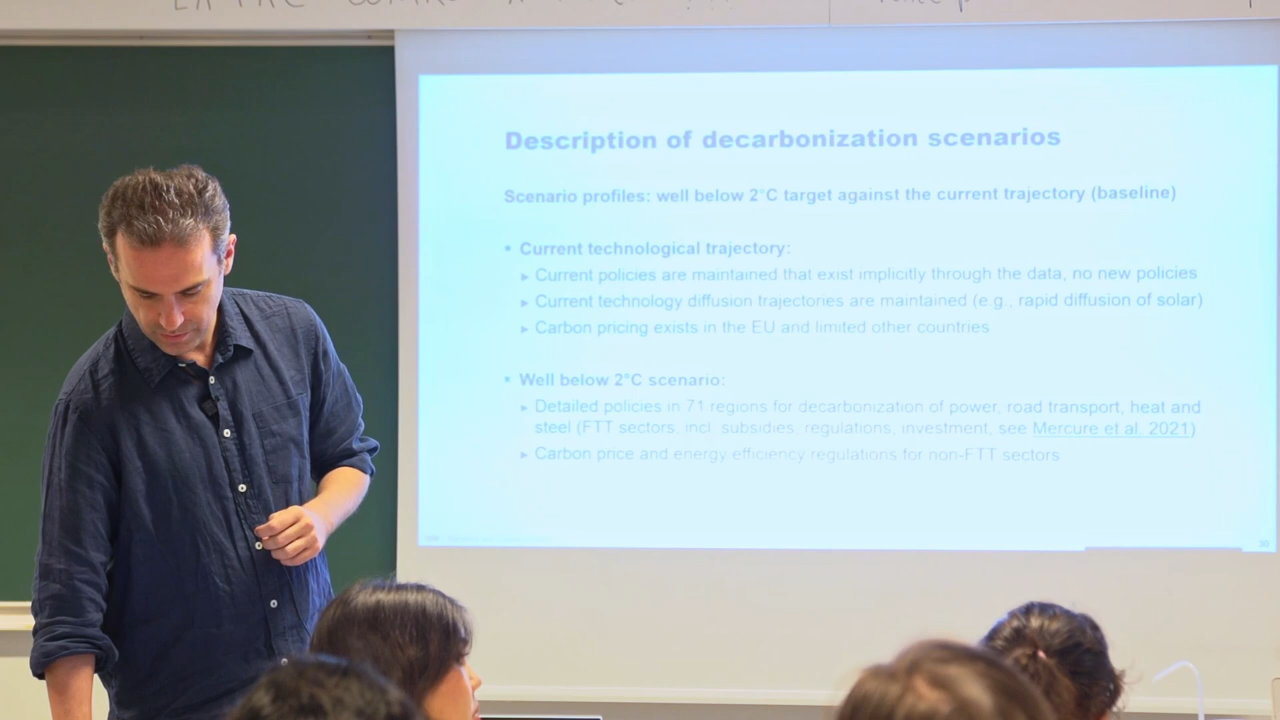 Description of decarbonization scenarios
Scenario profiles: well below 2°C target against the current trajectory (baseline)
▪ Current technological trajectory:
► Current policies are maintained that exist implicitly through the data, no new policies
► Current technology diffusion trajectories are maintained (e.g., rapid diffusion of solar)
► Carbon pricing exists in the EU and limited other countries
▪ Well below 2°C scenario:
► Detailed policies in 71 regions for decarbonization of power, road transport, heat and
steel (FTT sectors, incl. subsidies, regulations, investment, see Mercure et al. 2021)
► Carbon price and energy efficiency regulations for non-FTT sectors